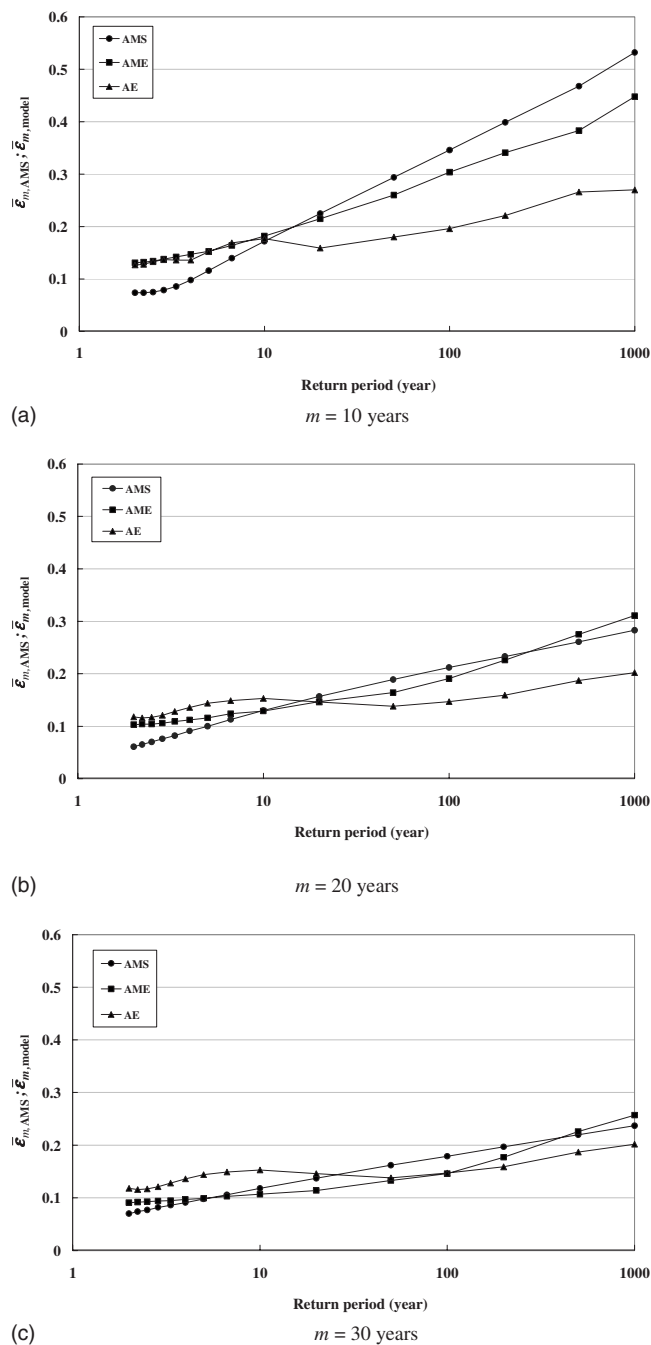 0.6
0.5
0.4
0.3
0.2
0.1
0
AMS
AME
AE
ε̄m,AMS ; ε̄m,model
1 10 100 1000
Return period (year)
(a) m = 10 years
0.6
0.5
0.4
0.3
0.2
0.1
0
AMS
AME
AE
ε̄m,AMS ; ε̄m,model
1 10 100 1000
Return period (year)
(b) m = 20 years
0.6
0.5
0.4
0.3
0.2
0.1
0
AMS
AME
AE
ε̄m,AMS ; ε̄m,model
1 10 100 1000
Return period (year)
(c) m = 30 years